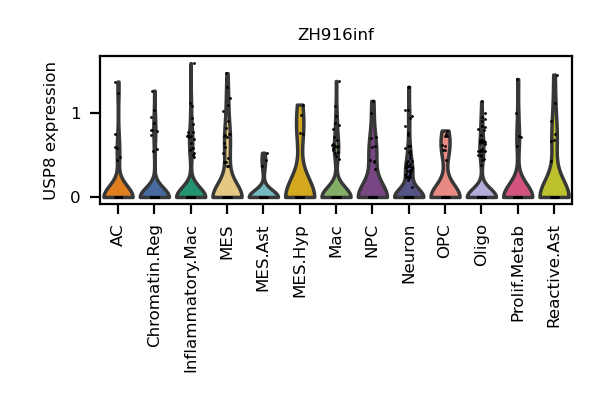 ZH916inf
USP8 expression
1
0
AC
Chromatin.Reg
Inflammatory.Mac
MES
MES.Ast
MES.Hyp
Mac
NPC
Neuron
OPC
Oligo
Prolif.Metab
Reactive.Ast